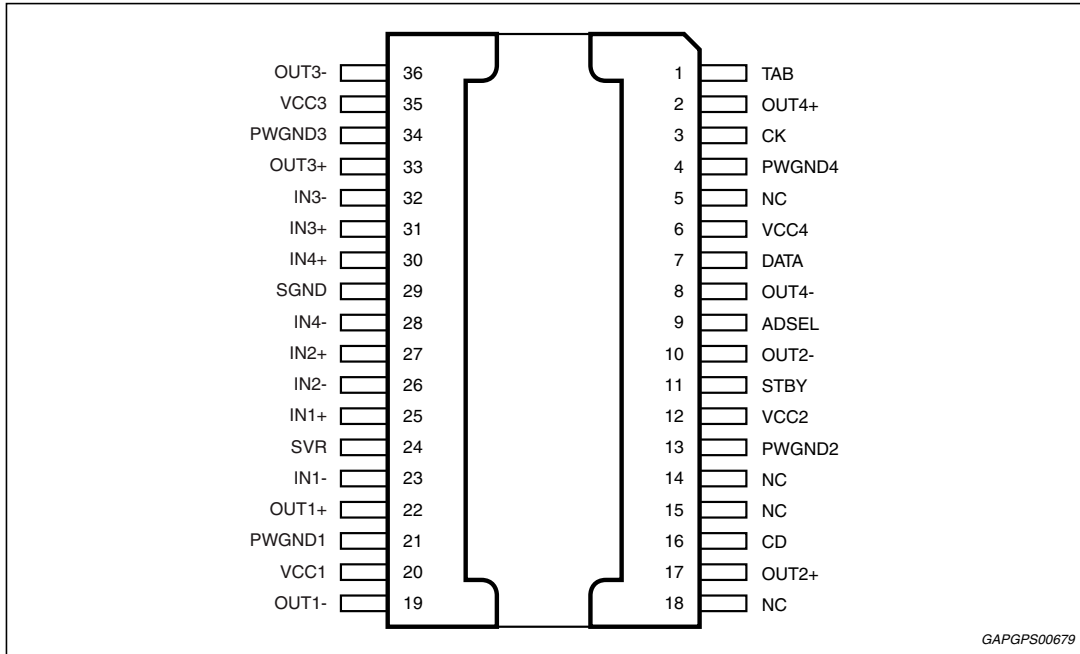 OUT3- 36 1 TAB
VCC3 35 2 OUT4+
PWGND3 34 3 CK
OUT3+ 33 4 PWGND4
IN3- 32 5 NC
IN3+ 31 6 VCC4
IN4+ 30 7 DATA
SGND 29 8 OUT4-
IN4- 28 9 ADSEL
IN2+ 27 10 OUT2-
IN2- 26 11 STBY
IN1+ 25 12 VCC2
SVR 24 13 PWGND2
IN1- 23 14 NC
OUT1+ 22 15 NC
PWGND1 21 16 CD
VCC1 20 17 OUT2+
OUT1- 19 18 NC
GAPGPS00679